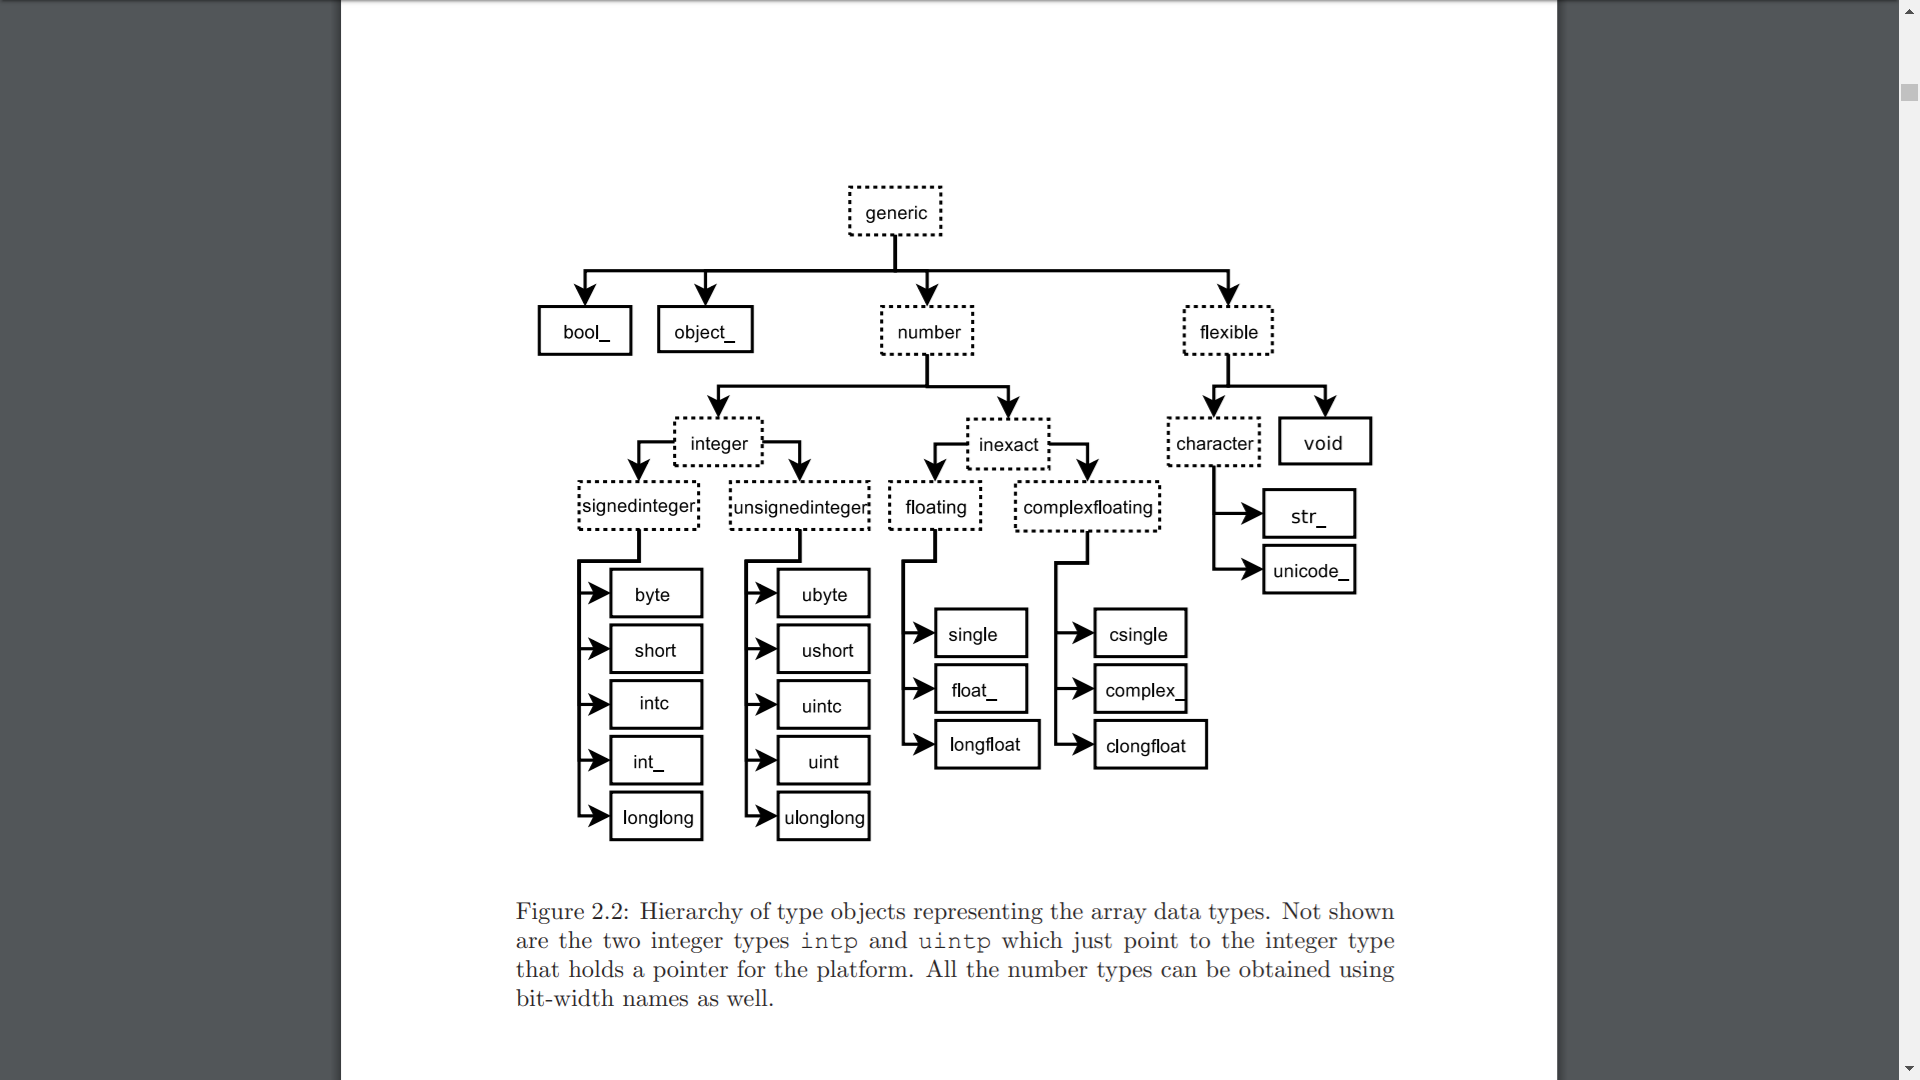 generic
bool_ object_ number flexible
integer inexact character void
signedinteger unsignedinteger floating complexfloating
str_
unicode_
byte ubyte
single csingle
short ushort
float_ complex_
intc uintc
longfloat clongfloat
int_ uint
longlong ulonglong
Figure 2.2: Hierarchy of type objects representing the array data types. Not shown
are the two integer types intp and uintp which just point to the integer type
that holds a pointer for the platform. All the number types can be obtained using
bit-width names as well.